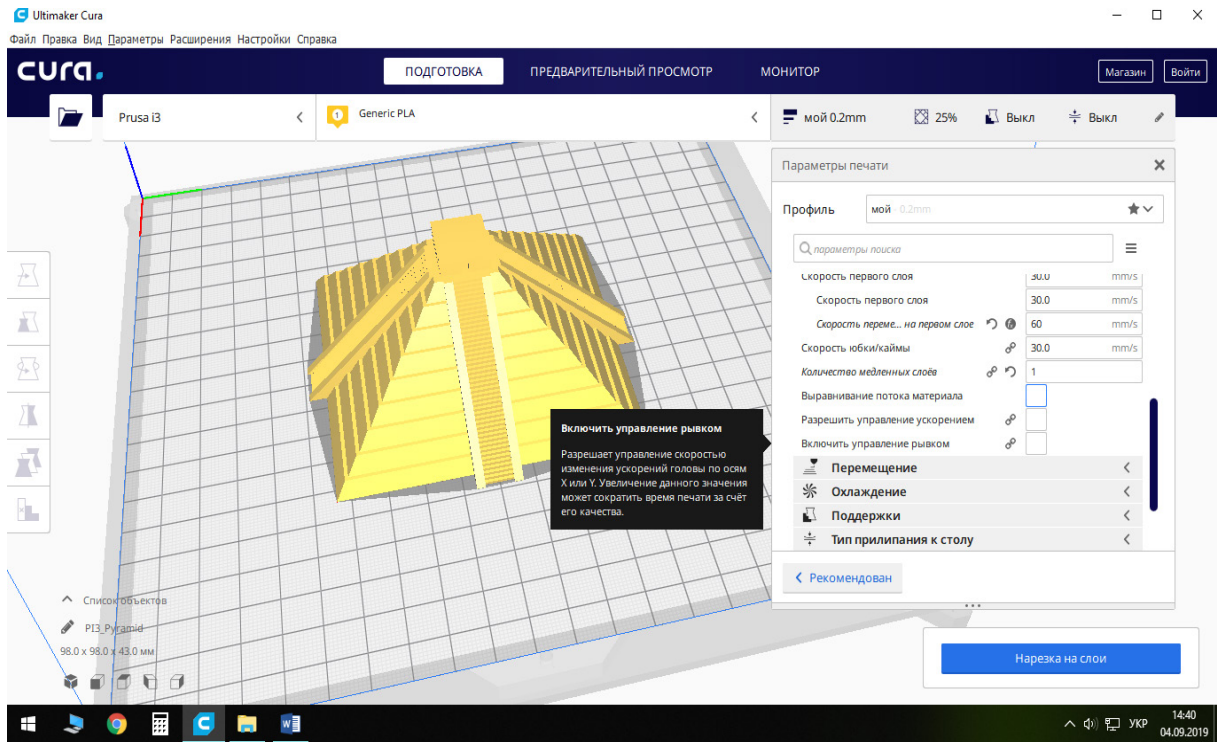 Ultimaker Cura
Файл Правка Вид Параметры Расширения Настройки Справка
cura.
ПОДГОТОВКА
ПРЕДВАРИТЕЛЬНЫЙ ПРОСМОТР
МОНИТОР
Магазин
Войти
Prusa i3
1
Generic PLA
мой 0.2mm
25%
Выкл
Выкл
Параметры печати
Профиль
мой - 0.2mm
параметры поиска
Скорость первого слоя 30.0 mm/s
Скорость первого слоя 30.0 mm/s
Скорость переме... на первом слое 60 mm/s
Скорость юбки/каймы 30.0 mm/s
Количество медленных слоёв 1
Выравнивание потока материала
Разрешить управление ускорением
Включить управление рывком
Перемещение
Охлаждение
Поддержки
Тип прилипания к столу
Рекомендован
Включить управление рывком
Разрешает управление скоростью
изменения ускорений головы по осям
X или Y. Увеличение данного значения
может сократить время печати за счёт
его качества.
Список объектов
PI3_Pyramid
98.0 x 98.0 x 43.0 мм
Нарезка на слои
УКР
14:40
04.09.2019